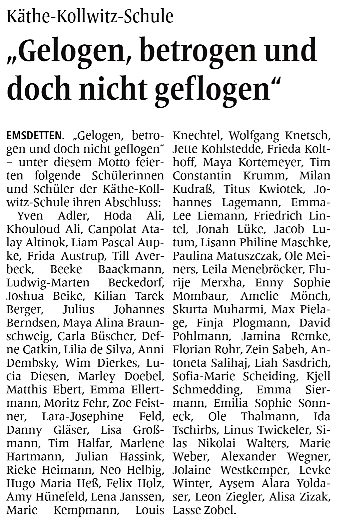 Käthe-Kollwitz-Schule
„Gelogen, betrogen und
doch nicht geflogen“
EMSDETTEN. „Gelogen, betro-
gen und doch nicht geflogen“
– unter diesem Motto feier-
ten folgende Schülerinnen
und Schüler der Käthe-Koll-
witz-Schule ihren Abschluss:
Yven Adler, Hoda Ali,
Khouloud Ali, Canpolat Ata-
lay Altinok, Liam Pascal Aup-
ke, Frida Austrup, Till Aver-
beck, Beeke Baackmann,
Ludwig-Marten Beckedorf,
Joshua Beike, Kilian Tarek
Berger, Julius Johannes
Berndsen, Maya Alina Braun-
schweig, Carla Büscher, Def-
ne Catkin, Lilia de Silva, Anni
Dembsky, Wim Dierkes, Lu-
cia Diesen, Marley Doebel,
Matthis Ebert, Emma Ellert-
mann, Moritz Fehr, Zoe Feist-
ner, Lara-Josephine Feld,
Danny Gläser, Lisa Groß-
mann, Tim Halfar, Marlene
Hartmann, Julian Hassink,
Rieke Heimann, Neo Helbig,
Hugo Maria Heß, Felix Holz,
Amy Hünefeld, Lena Janssen,
Marie Kempmann, Louis
Knechtel, Wolfgang Knetsch,
Jette Kohlstedde, Frieda Kolt-
hoff, Maya Kortemeyer, Tim
Constantin Krumm, Milan
Kudraß, Titus Kwiotek, Jo-
hannes Lagemann, Emma-
Lee Liemann, Friedrich Lin-
tel, Jonah Lüke, Jacob Lu-
tum, Lisann Philine Maschke,
Paulina Matuszczak, Ole Mei-
ners, Leila Menebröcker, Flu-
rije Merxha, Enny Sophie
Mombaur, Amelie Mönch,
Skurta Muharmi, Max Piela-
ge, Finja Plogmann, David
Pohlmann, Jamina Remke,
Florian Rohr, Zein Sabeh, An-
toneta Salihaj, Liah Sasdrich,
Sofia-Marie Scheiding, Kjell
Schmedding, Emma Sier-
mann, Emilia Sophie Sonn-
eck, Ole Thalmann, Ida
Tschirbs, Linus Twickeler, Si-
las Nikolai Walters, Marie
Weber, Alexander Wegner,
Jolaine Westkemper, Levke
Winter, Aysem Alara Yolda-
ser, Leon Ziegler, Alisa Zizak,
Lasse Zobel.